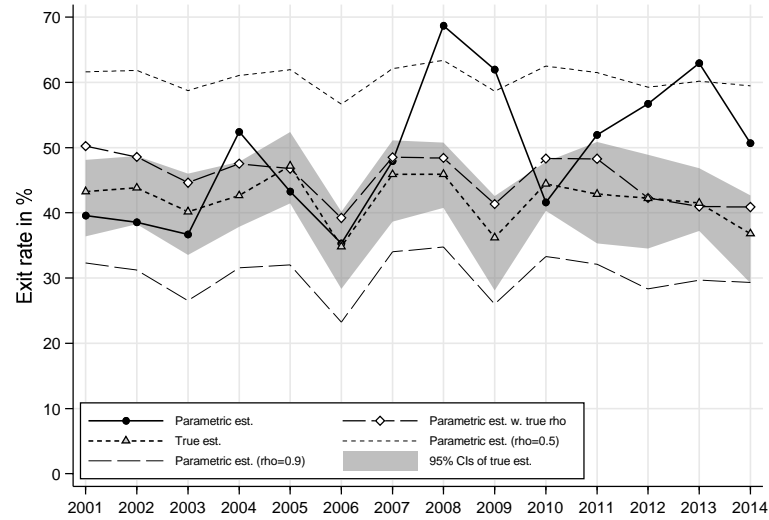 Exit rate in %
70
60
50
40
30
20
10
0
Parametric est.
Parametric est. w. true rho
True est.
Parametric est. (rho=0.5)
Parametric est. (rho=0.9)
95% CIs of true est.
2001 2002 2003 2004 2005 2006 2007 2008 2009 2010 2011 2012 2013 2014